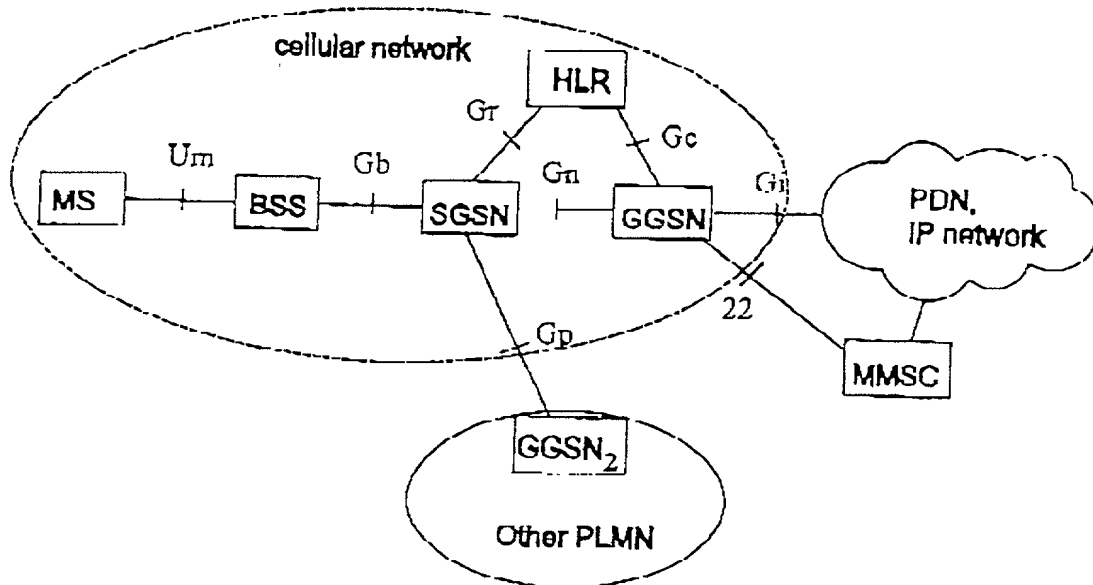 cellular network
HLR
Gr
Gc
Um
Gb
Gn
Gi
MS
BSS
SGSN
GGSN
PDN,
IP network
22
Gp
MMSC
GGSN2
Other PLMN